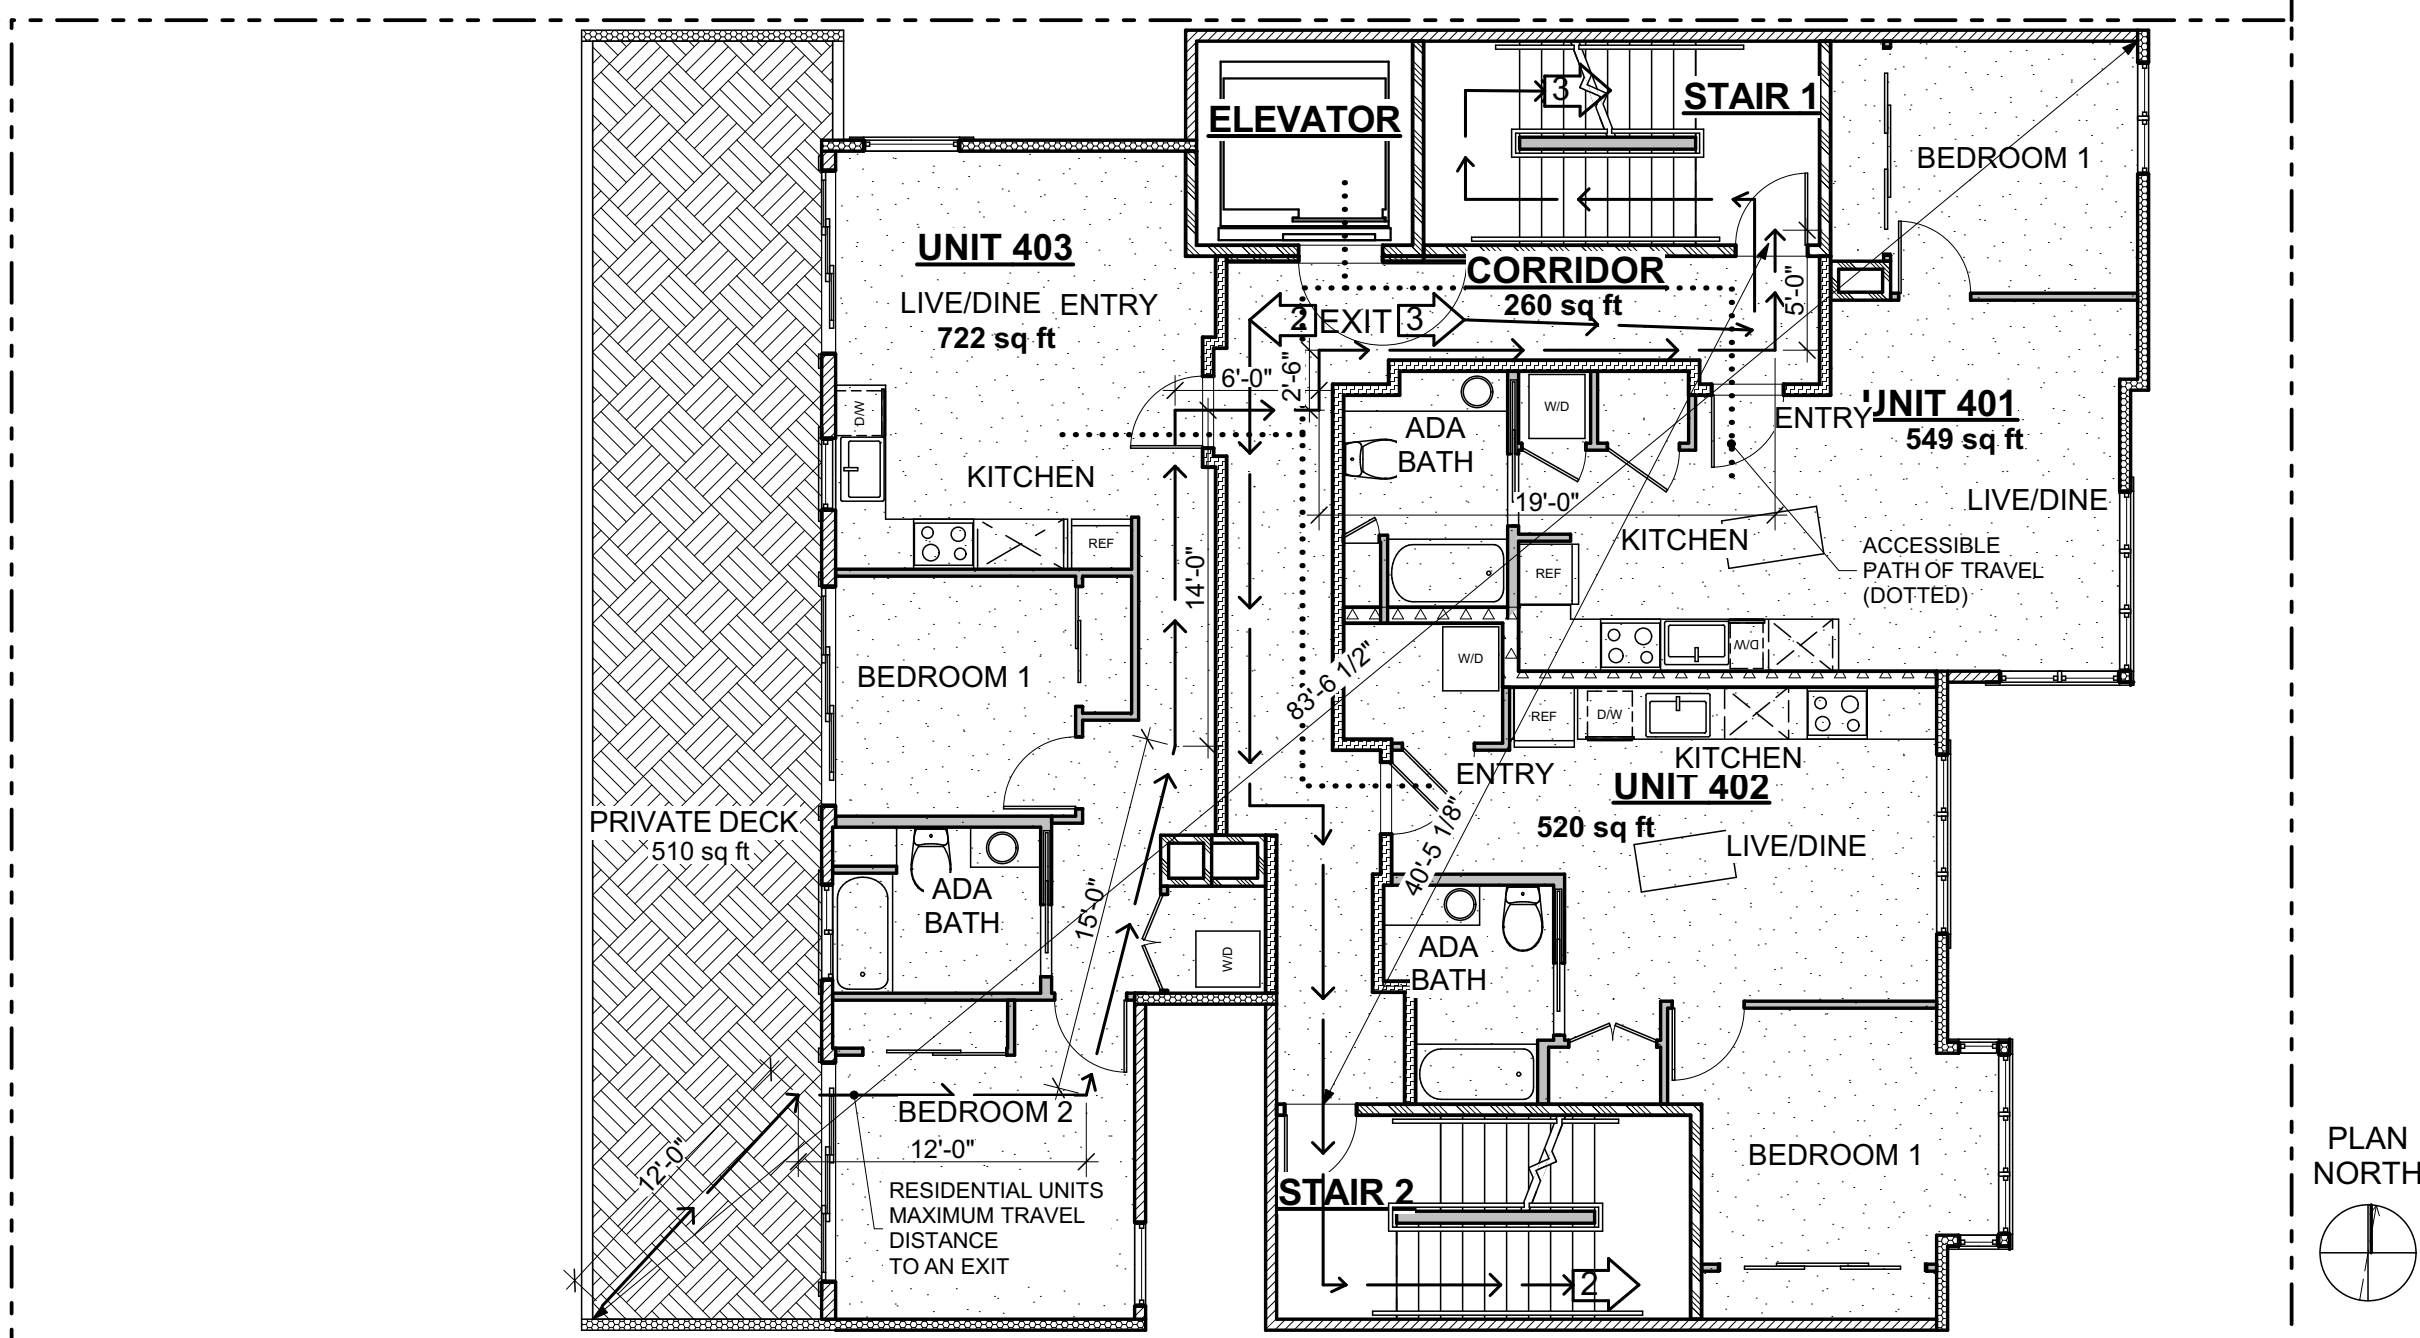 ELEVATOR
STAIR 1
3
BEDROOM 1
UNIT 403
LIVE/DINE
722 sq ft
ENTRY
CORRIDOR
260 sq ft
2
EXIT
3
5'-0"
6'-0"
2'-6"
D/W
KITCHEN
REF
ADA
BATH
W/D
ENTRY
UNIT 401
549 sq ft
LIVE/DINE
19'-0"
KITCHEN
REF
ACCESSIBLE
PATH OF TRAVEL
(DOTTED)
14'-0"
BEDROOM 1
W/D
D/W
83'-6 1/2"
REF
D/W
KITCHEN
ENTRY
UNIT 402
520 sq ft
LIVE/DINE
40'-5 1/8"
PRIVATE DECK
510 sq ft
ADA
BATH
15'-0"
W/D
ADA
BATH
BEDROOM 2
12'-0"
12'-0"
RESIDENTIAL UNITS
MAXIMUM TRAVEL
DISTANCE
TO AN EXIT
STAIR 2
2
BEDROOM 1
PLAN
NORTH